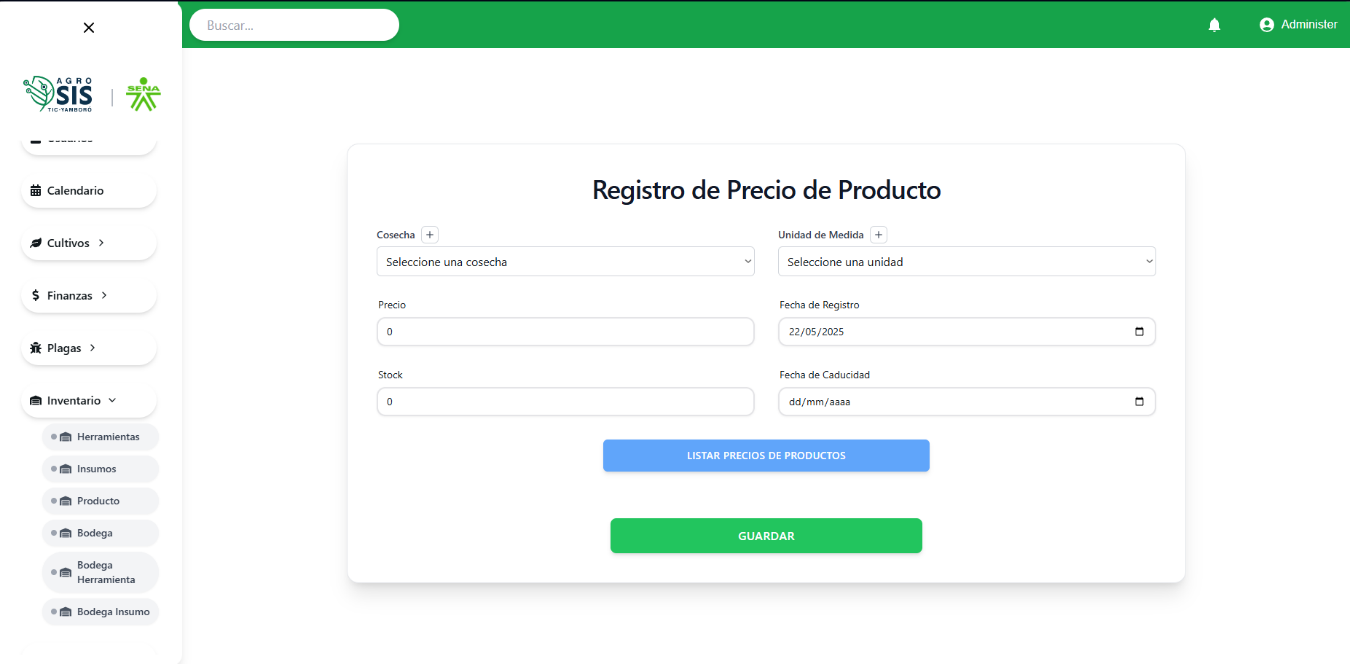 Buscar...
Administer
AGRO
SIS
TIC-YAMBORÓ
SENA
Calendario
Cultivos
Finanzas
Plagas
Inventario
Herramientas
Insumos
Producto
Bodega
Bodega
Herramienta
Bodega Insumo
Registro de Precio de Producto
Cosecha +
Unidad de Medida +
Seleccione una cosecha
Seleccione una unidad
Precio
Fecha de Registro
0
22/05/2025
Stock
Fecha de Caducidad
0
dd/mm/aaaa
LISTAR PRECIOS DE PRODUCTOS
GUARDAR